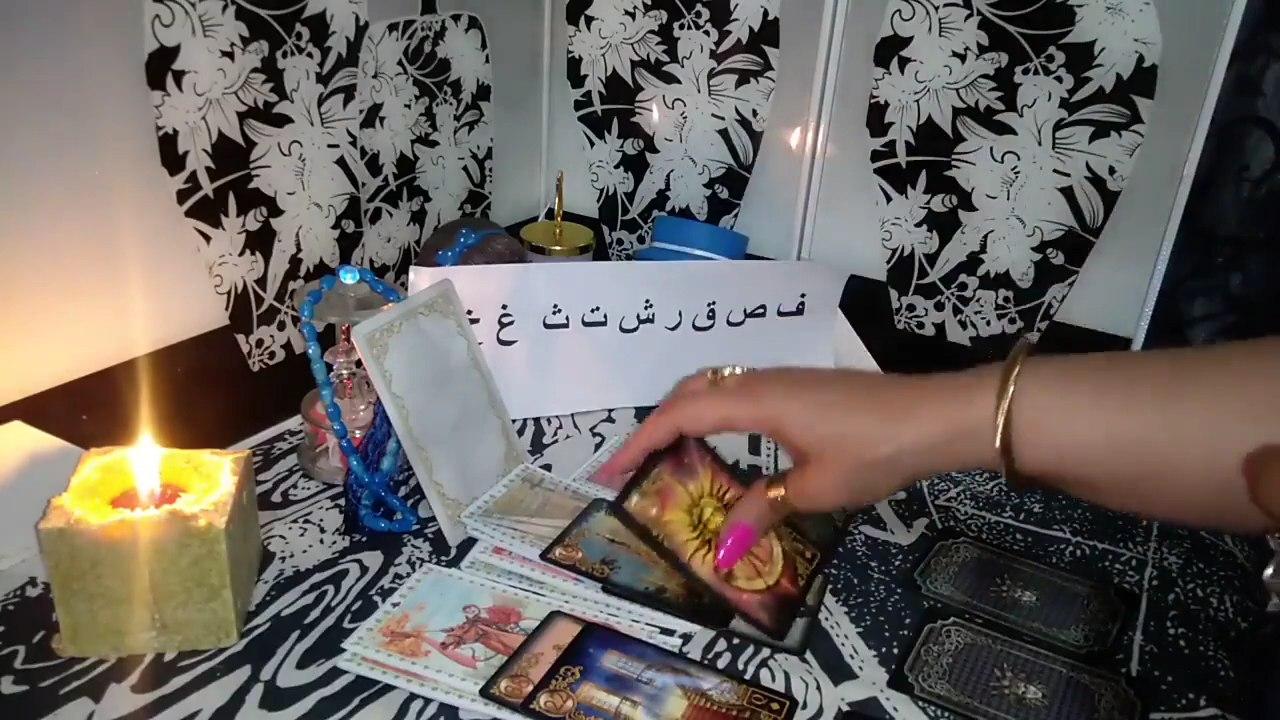 ف ص ق ر ش ت ث غ